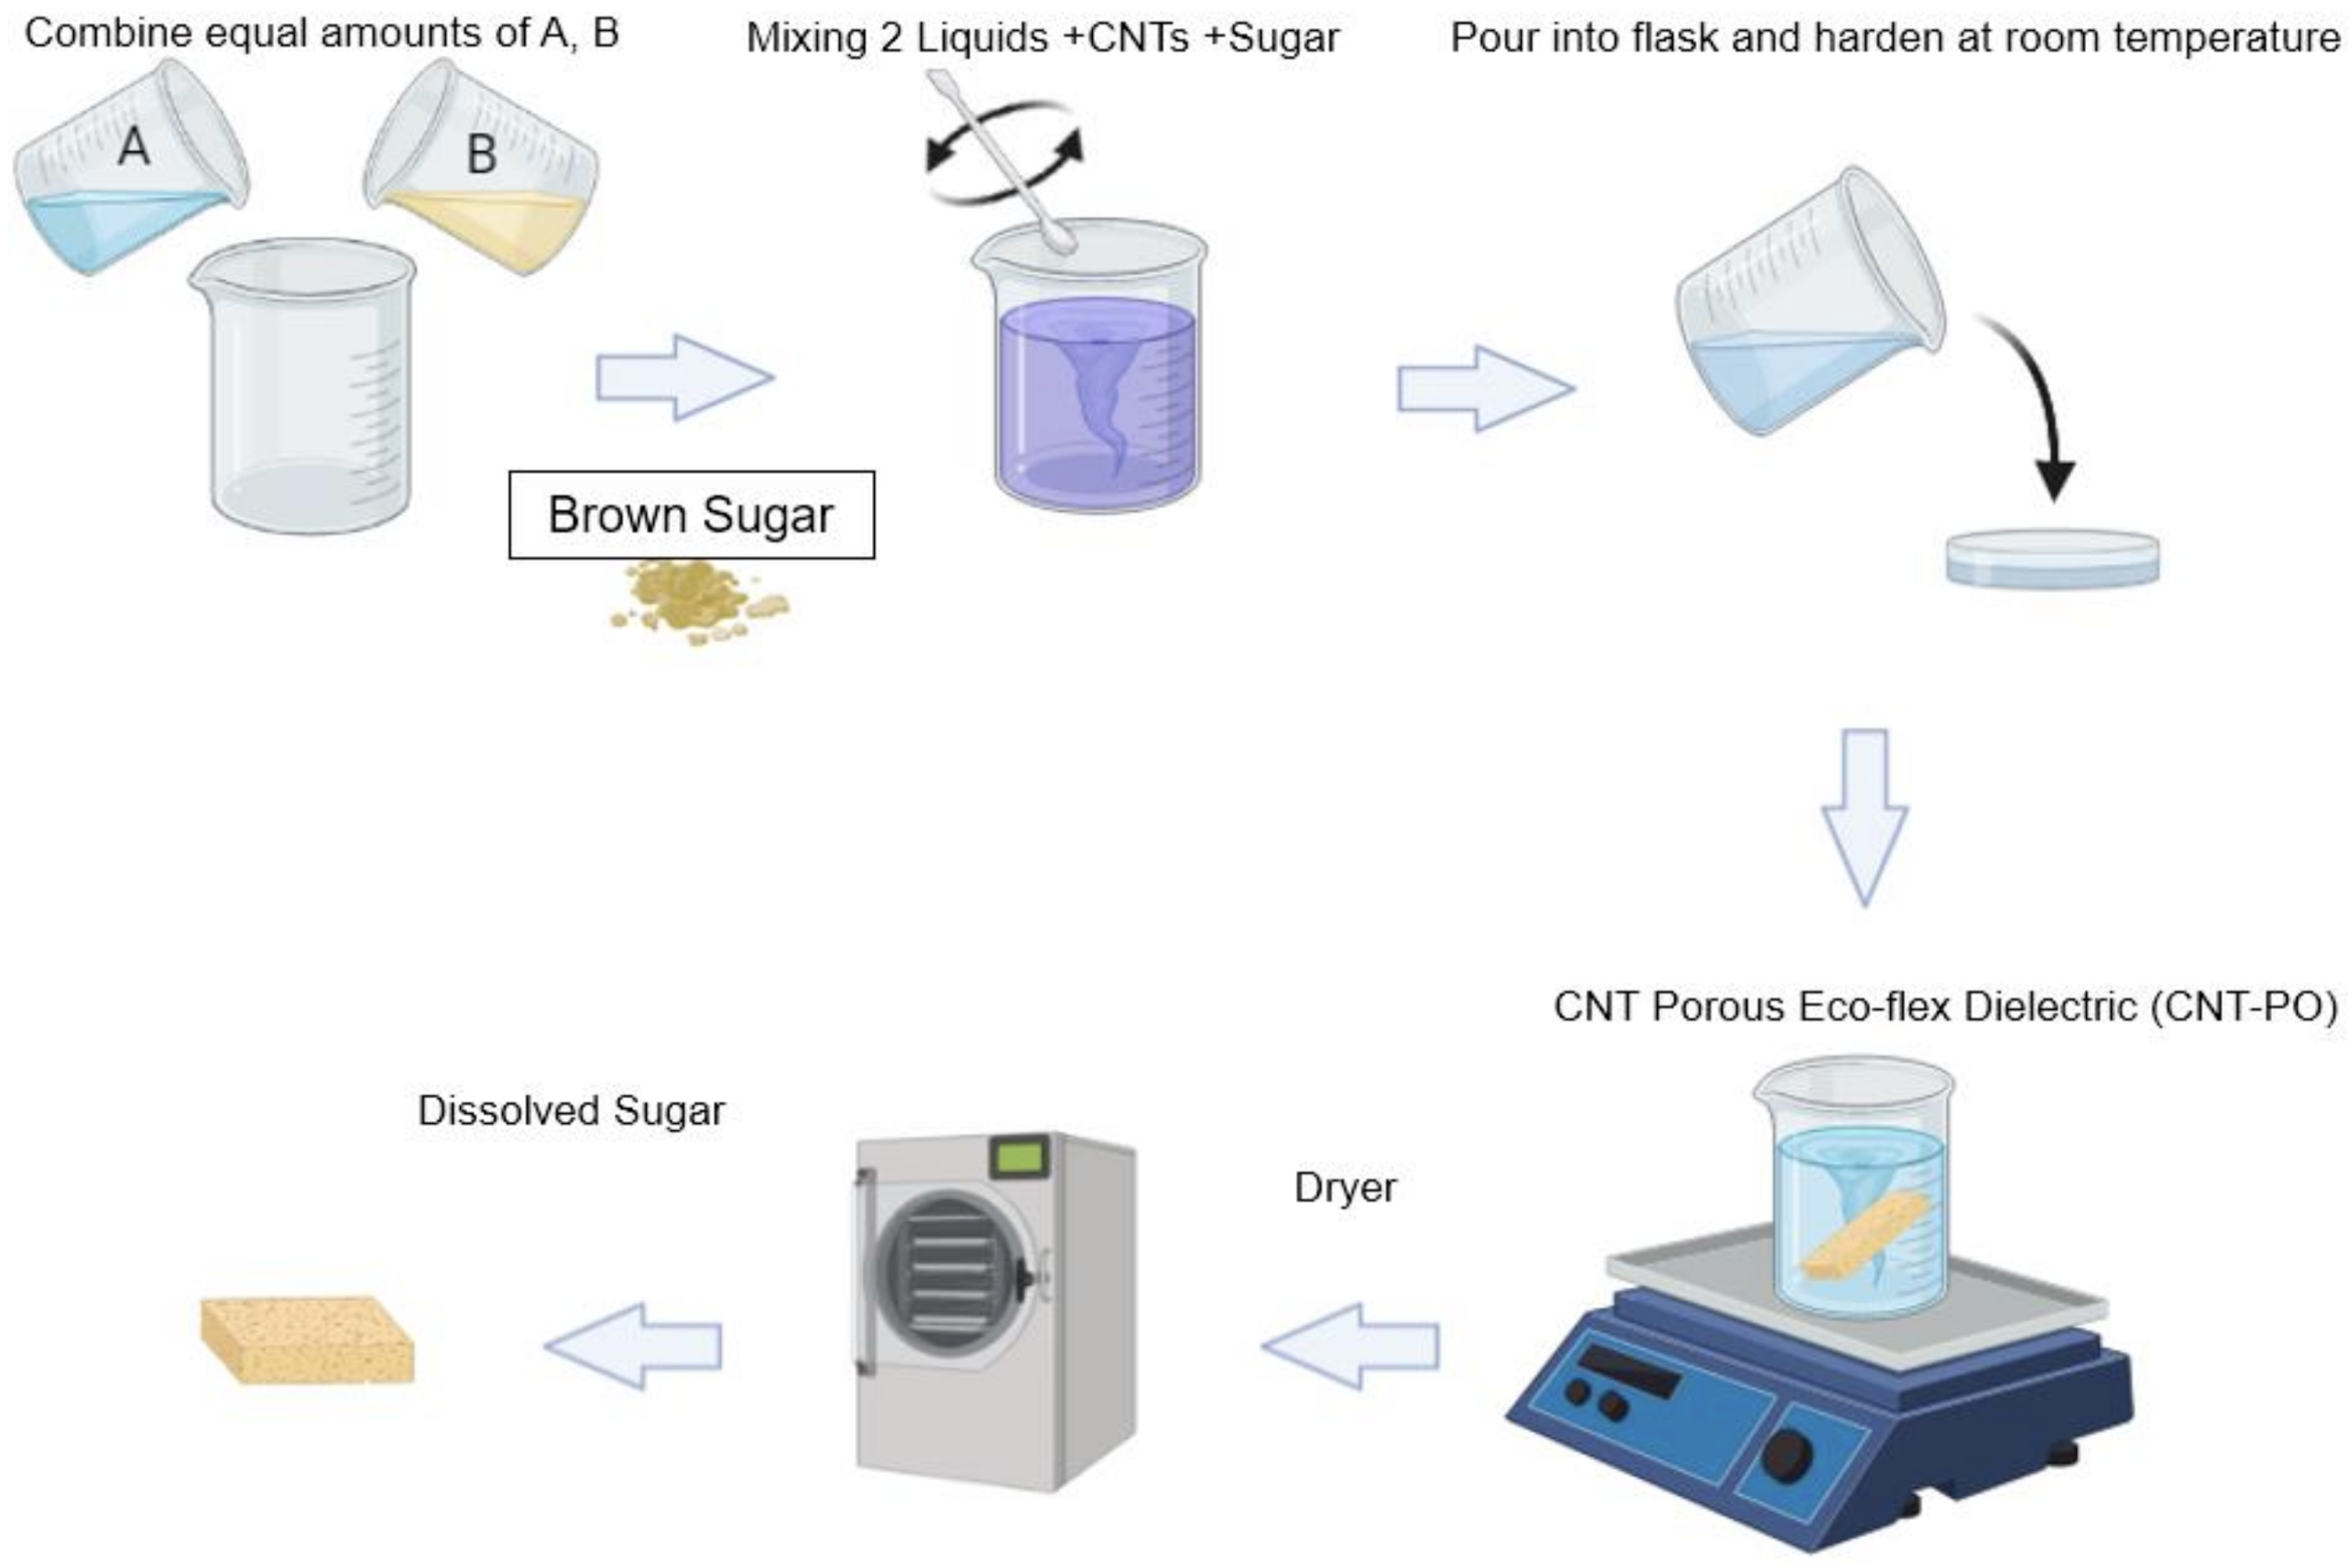 Combine equal amounts of A, B
Mixing 2 Liquids +CNTs +Sugar
Pour into flask and harden at room temperature
A
B
Brown Sugar
CNT Porous Eco-flex Dielectric (CNT-PO)
Dryer
Dissolved Sugar